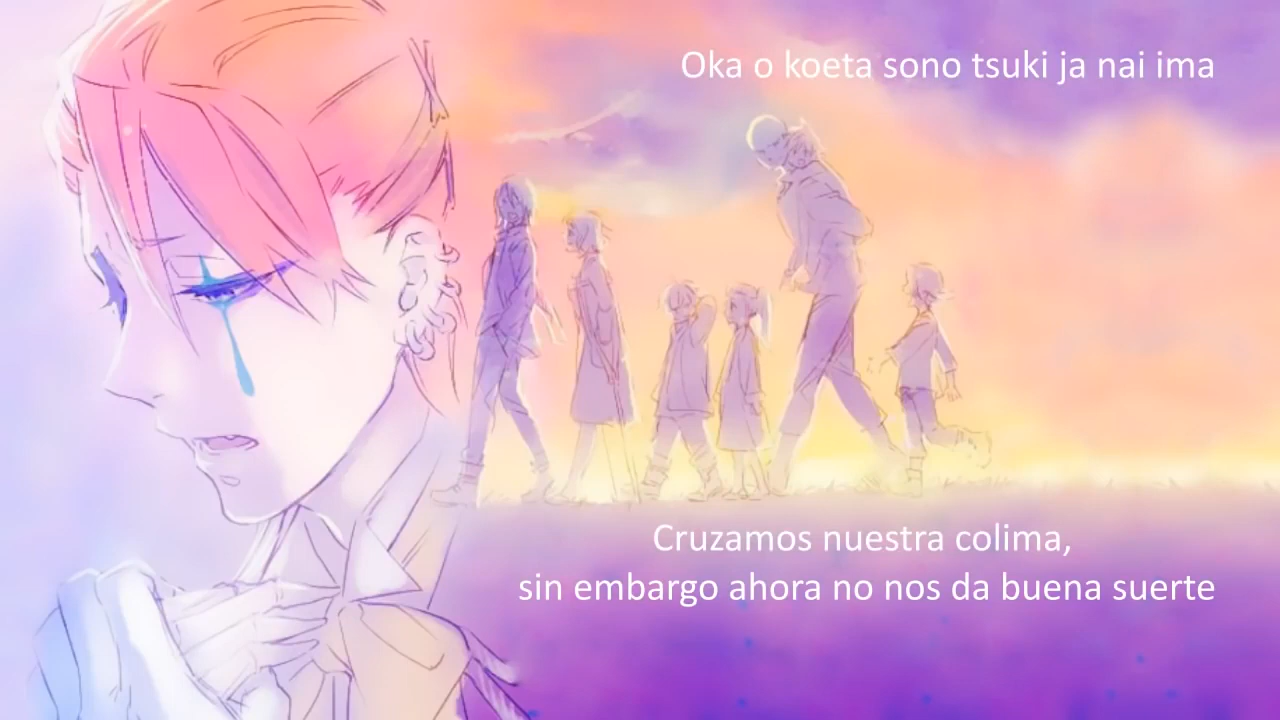 Oka o koeta sono tsuki ja nai ima
Cruzamos nuestra colima,
sin embargo ahora no nos da buena suerte